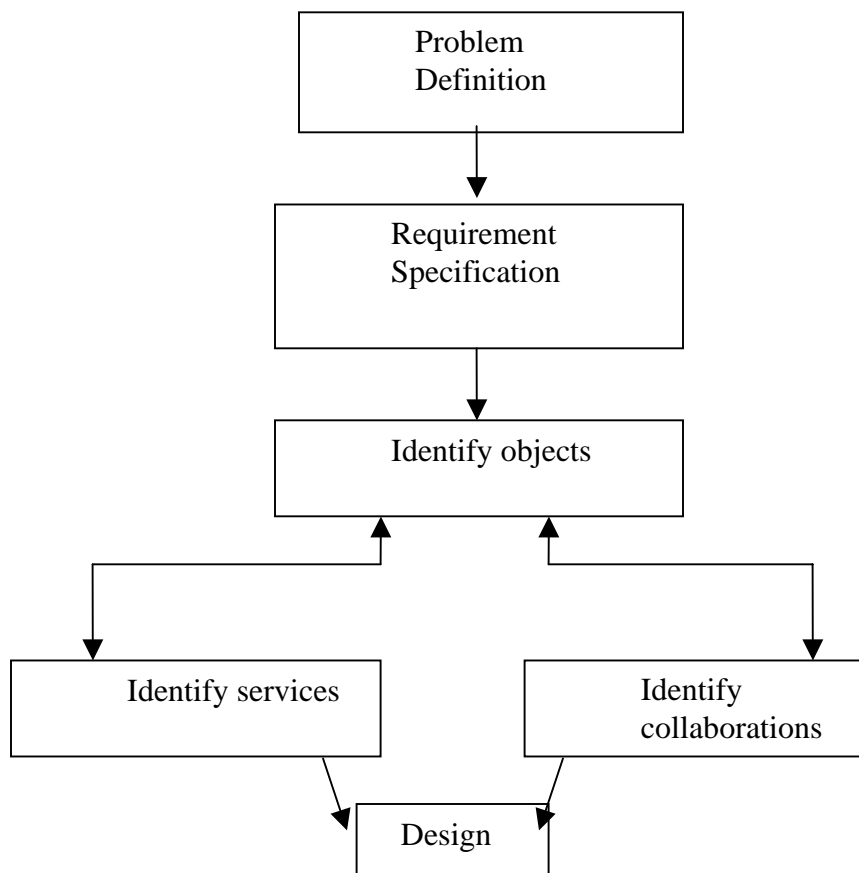 Problem
Definition
Requirement
Specification
Identify objects
Identify services
Identify
collaborations
Design